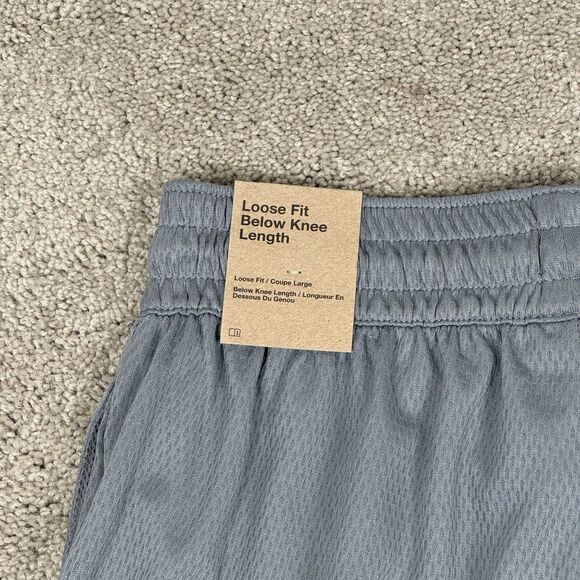 Loose Fit
Below Knee
Length
Loose Fit / Coupe Large
Below Knee Length / Longueur En
Dessous Du Genou